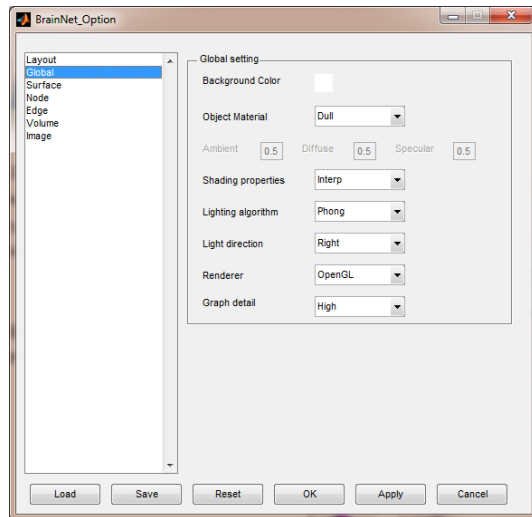 BrainNet_Option
Layout
Global
Surface
Node
Edge
Volume
Image
Global setting
Background Color
Object Material Dull
Ambient 0.5 Diffuse 0.5 Specular 0.5
Shading properties Interp
Lighting algorithm Phong
Light direction Right
Renderer OpenGL
Graph detail High
Load Save Reset OK Apply Cancel